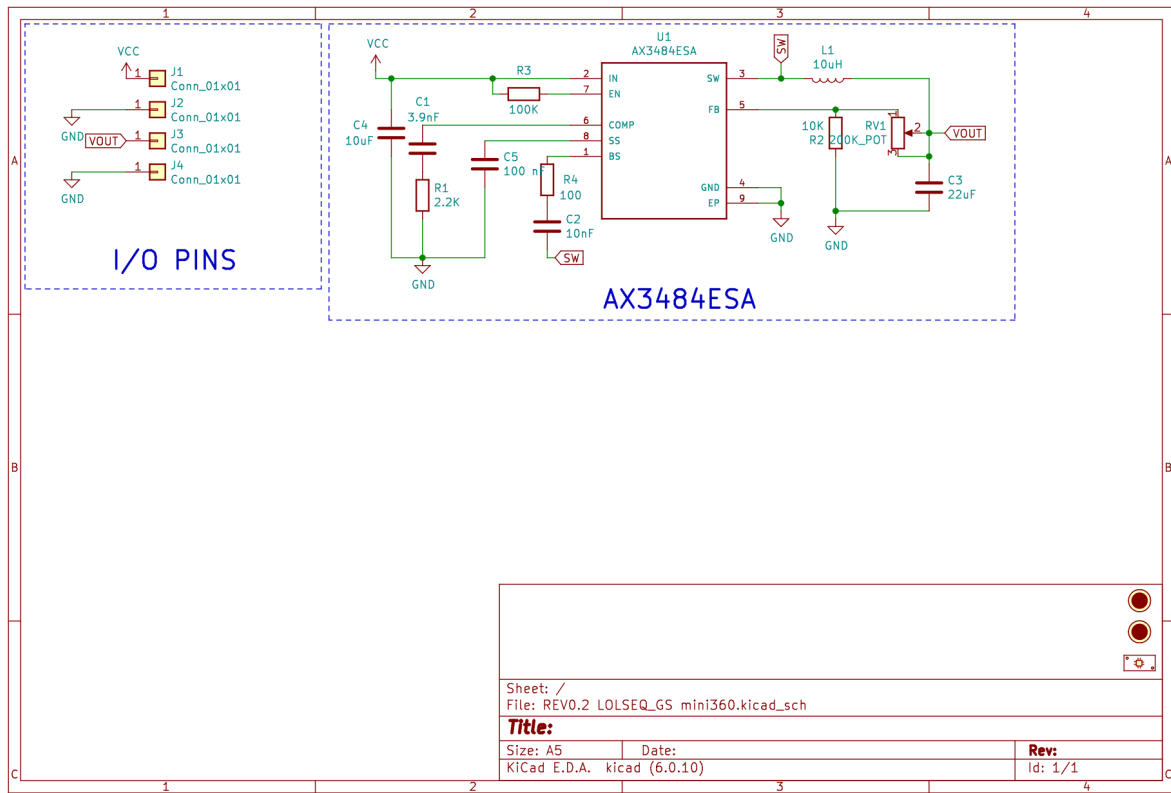 1 2 3 4
A
B
C
VCC
1 J1
Conn_01x01
1 J2
Conn_01x01
GND
VOUT 1 J3
Conn_01x01
1 J4
Conn_01x01
GND
I/O PINS
VCC
C4
10uF
C1
3.9nF
R1
2.2K
GND
R3
100K
C5
100 nF
R4
100
C2
10nF
SW
U1
AX3484ESA
2 IN
7 EN
6 COMP
8 SS
1 BS
SW 3
FB 5
GND 4
EP 9
GND
SW
L1
10uH
10K
R2
GND
RV1
200K_POT
1
2
3
VOUT
C3
22uF
AX3484ESA
Sheet: /
File: REV0.2 LOLSEQ_GS mini360.kicad_sch
Title:
Size: A5 Date: Rev:
KiCad E.D.A. kicad (6.0.10) Id: 1/1
A
B
C
1 2 3 4